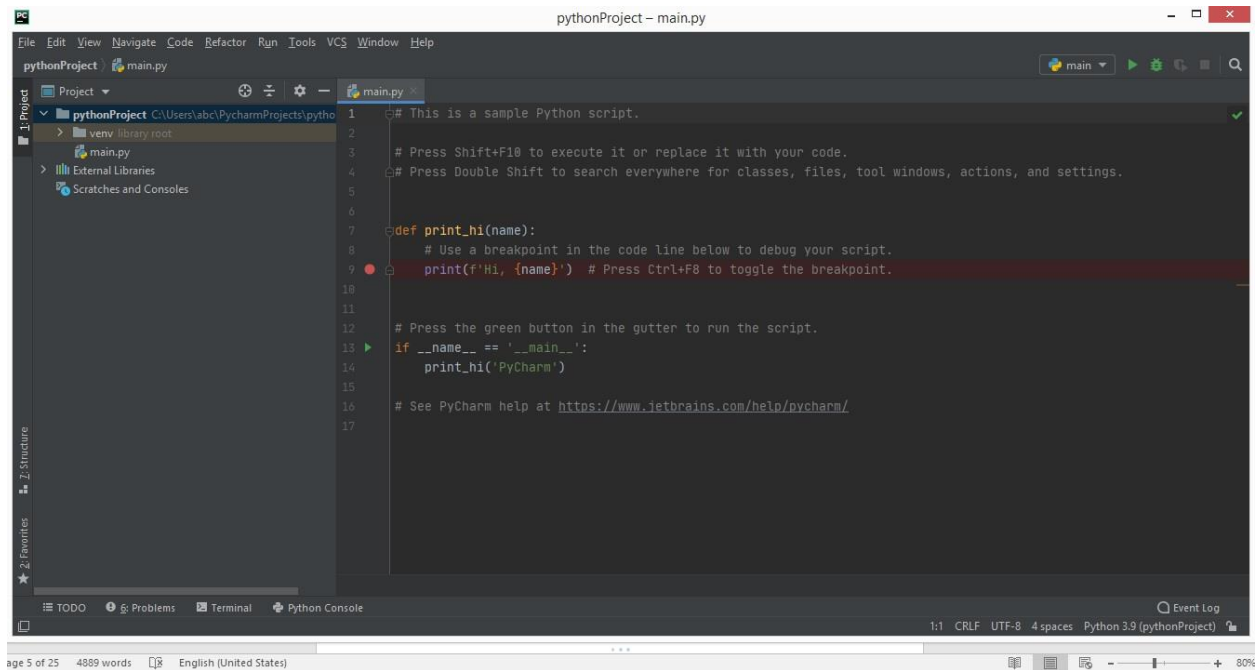 PC
pythonProject – main.py
File Edit View Navigate Code Refactor Run Tools VCS Window Help
pythonProject main.py
main
1: Project
Project
main.py
pythonProject C:\Users\abc\PycharmProjects\pytho
venv library root
main.py
External Libraries
Scratches and Consoles
1 # This is a sample Python script.
2
3 # Press Shift+F10 to execute it or replace it with your code.
4 # Press Double Shift to search everywhere for classes, files, tool windows, actions, and settings.
5
6
7 def print_hi(name):
8     # Use a breakpoint in the code line below to debug your script.
9     print(f'Hi, {name}')  # Press Ctrl+F8 to toggle the breakpoint.
10
11
12 # Press the green button in the gutter to run the script.
13 if __name__ == '__main__':
14     print_hi('PyCharm')
15
16 # See PyCharm help at https://www.jetbrains.com/help/pycharm/
17
Z: Structure
2: Favorites
TODO 6: Problems Terminal Python Console Event Log
1:1 CRLF UTF-8 4 spaces Python 3.9 (pythonProject)
age 5 of 25 4889 words English (United States) 80%